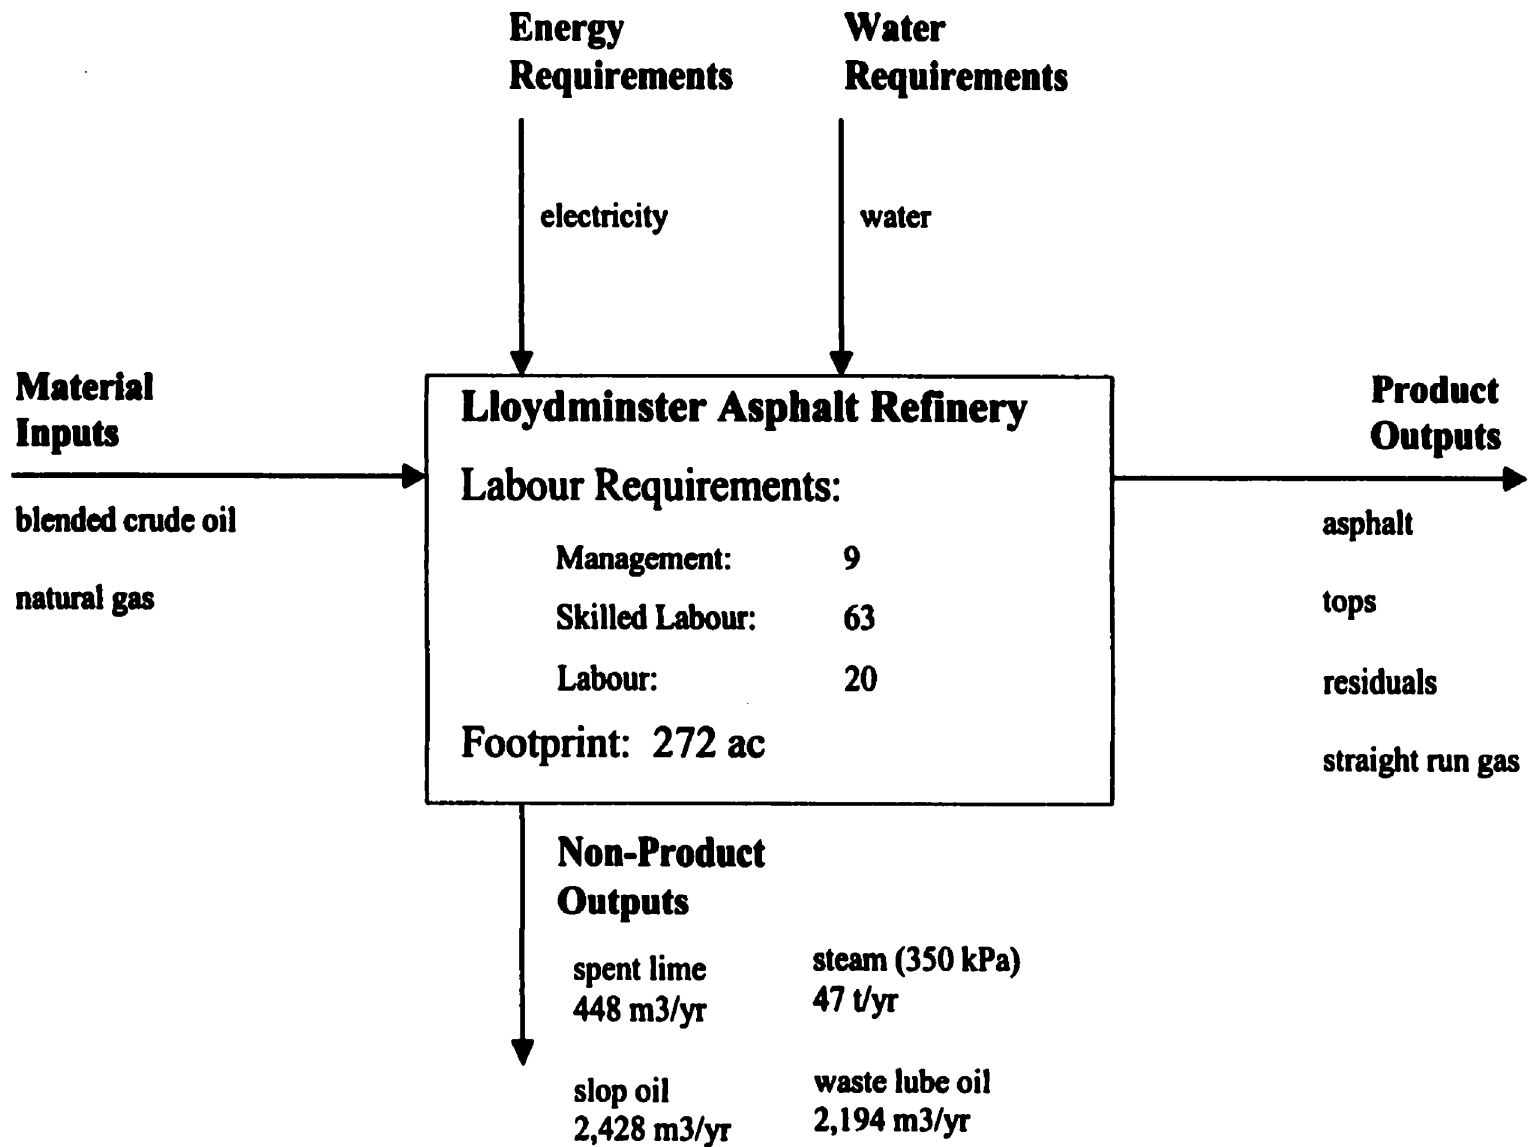 Energy
Requirements
Water
Requirements
electricity
water
Material
Inputs
blended crude oil
natural gas
Lloydminster Asphalt Refinery
Labour Requirements:
Management: 9
Skilled Labour: 63
Labour: 20
Footprint: 272 ac
Product
Outputs
asphalt
tops
residuals
straight run gas
Non-Product
Outputs
spent lime
448 m3/yr
steam (350 kPa)
47 t/yr
slop oil
2,428 m3/yr
waste lube oil
2,194 m3/yr